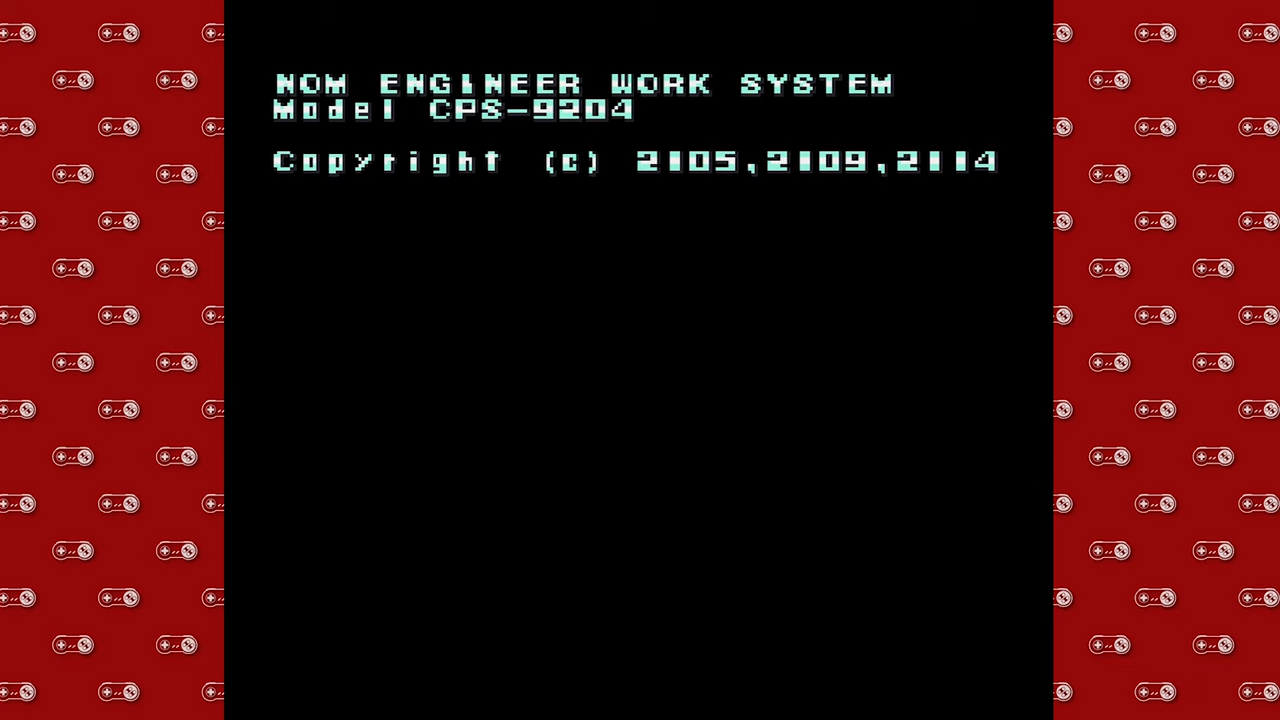 NOM ENGINEER WORK SYSTEM
Model CPS-9204
Copyright (c) 2105,2109,2114